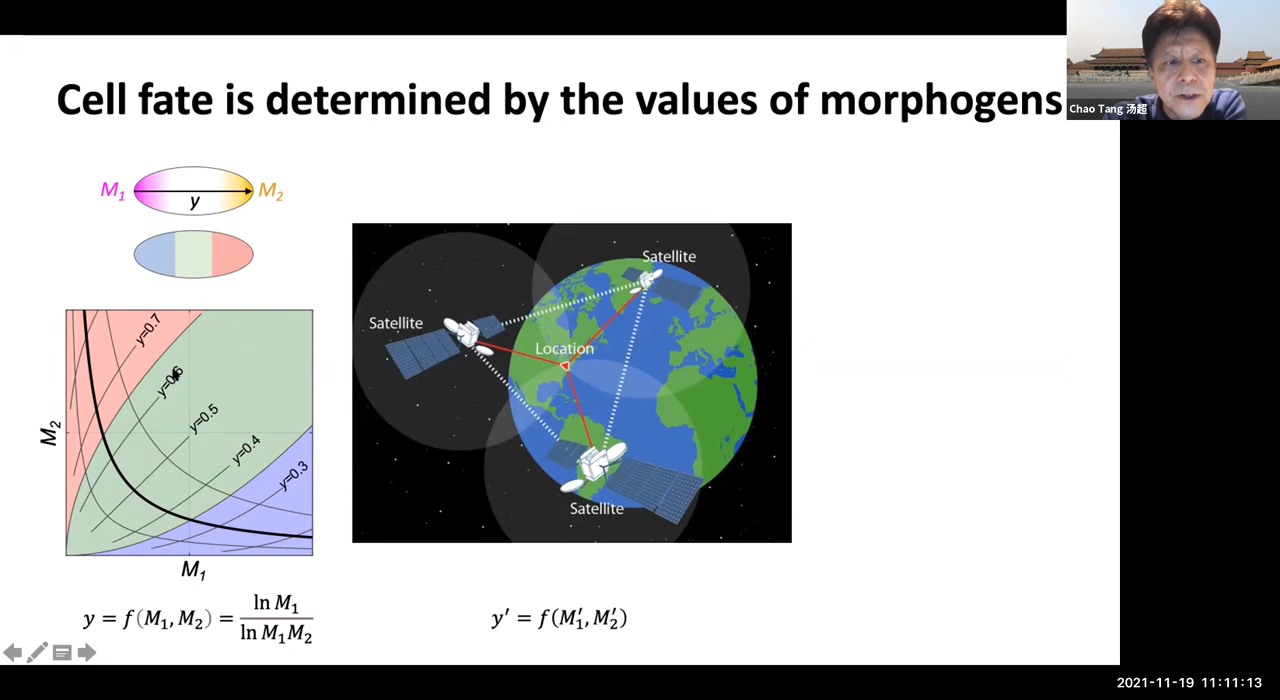 Cell fate is determined by the values of morphogens
Chao Tang 汤超
M1
y
M2
y=0.7
y=0.6
y=0.5
y=0.4
y=0.3
M2
M1
Satellite
Satellite
Location
Satellite
y = f(M1, M2) = ln M1 / ln M1M2
y′ = f(M1′, M2′)
2021-11-19 11:11:13